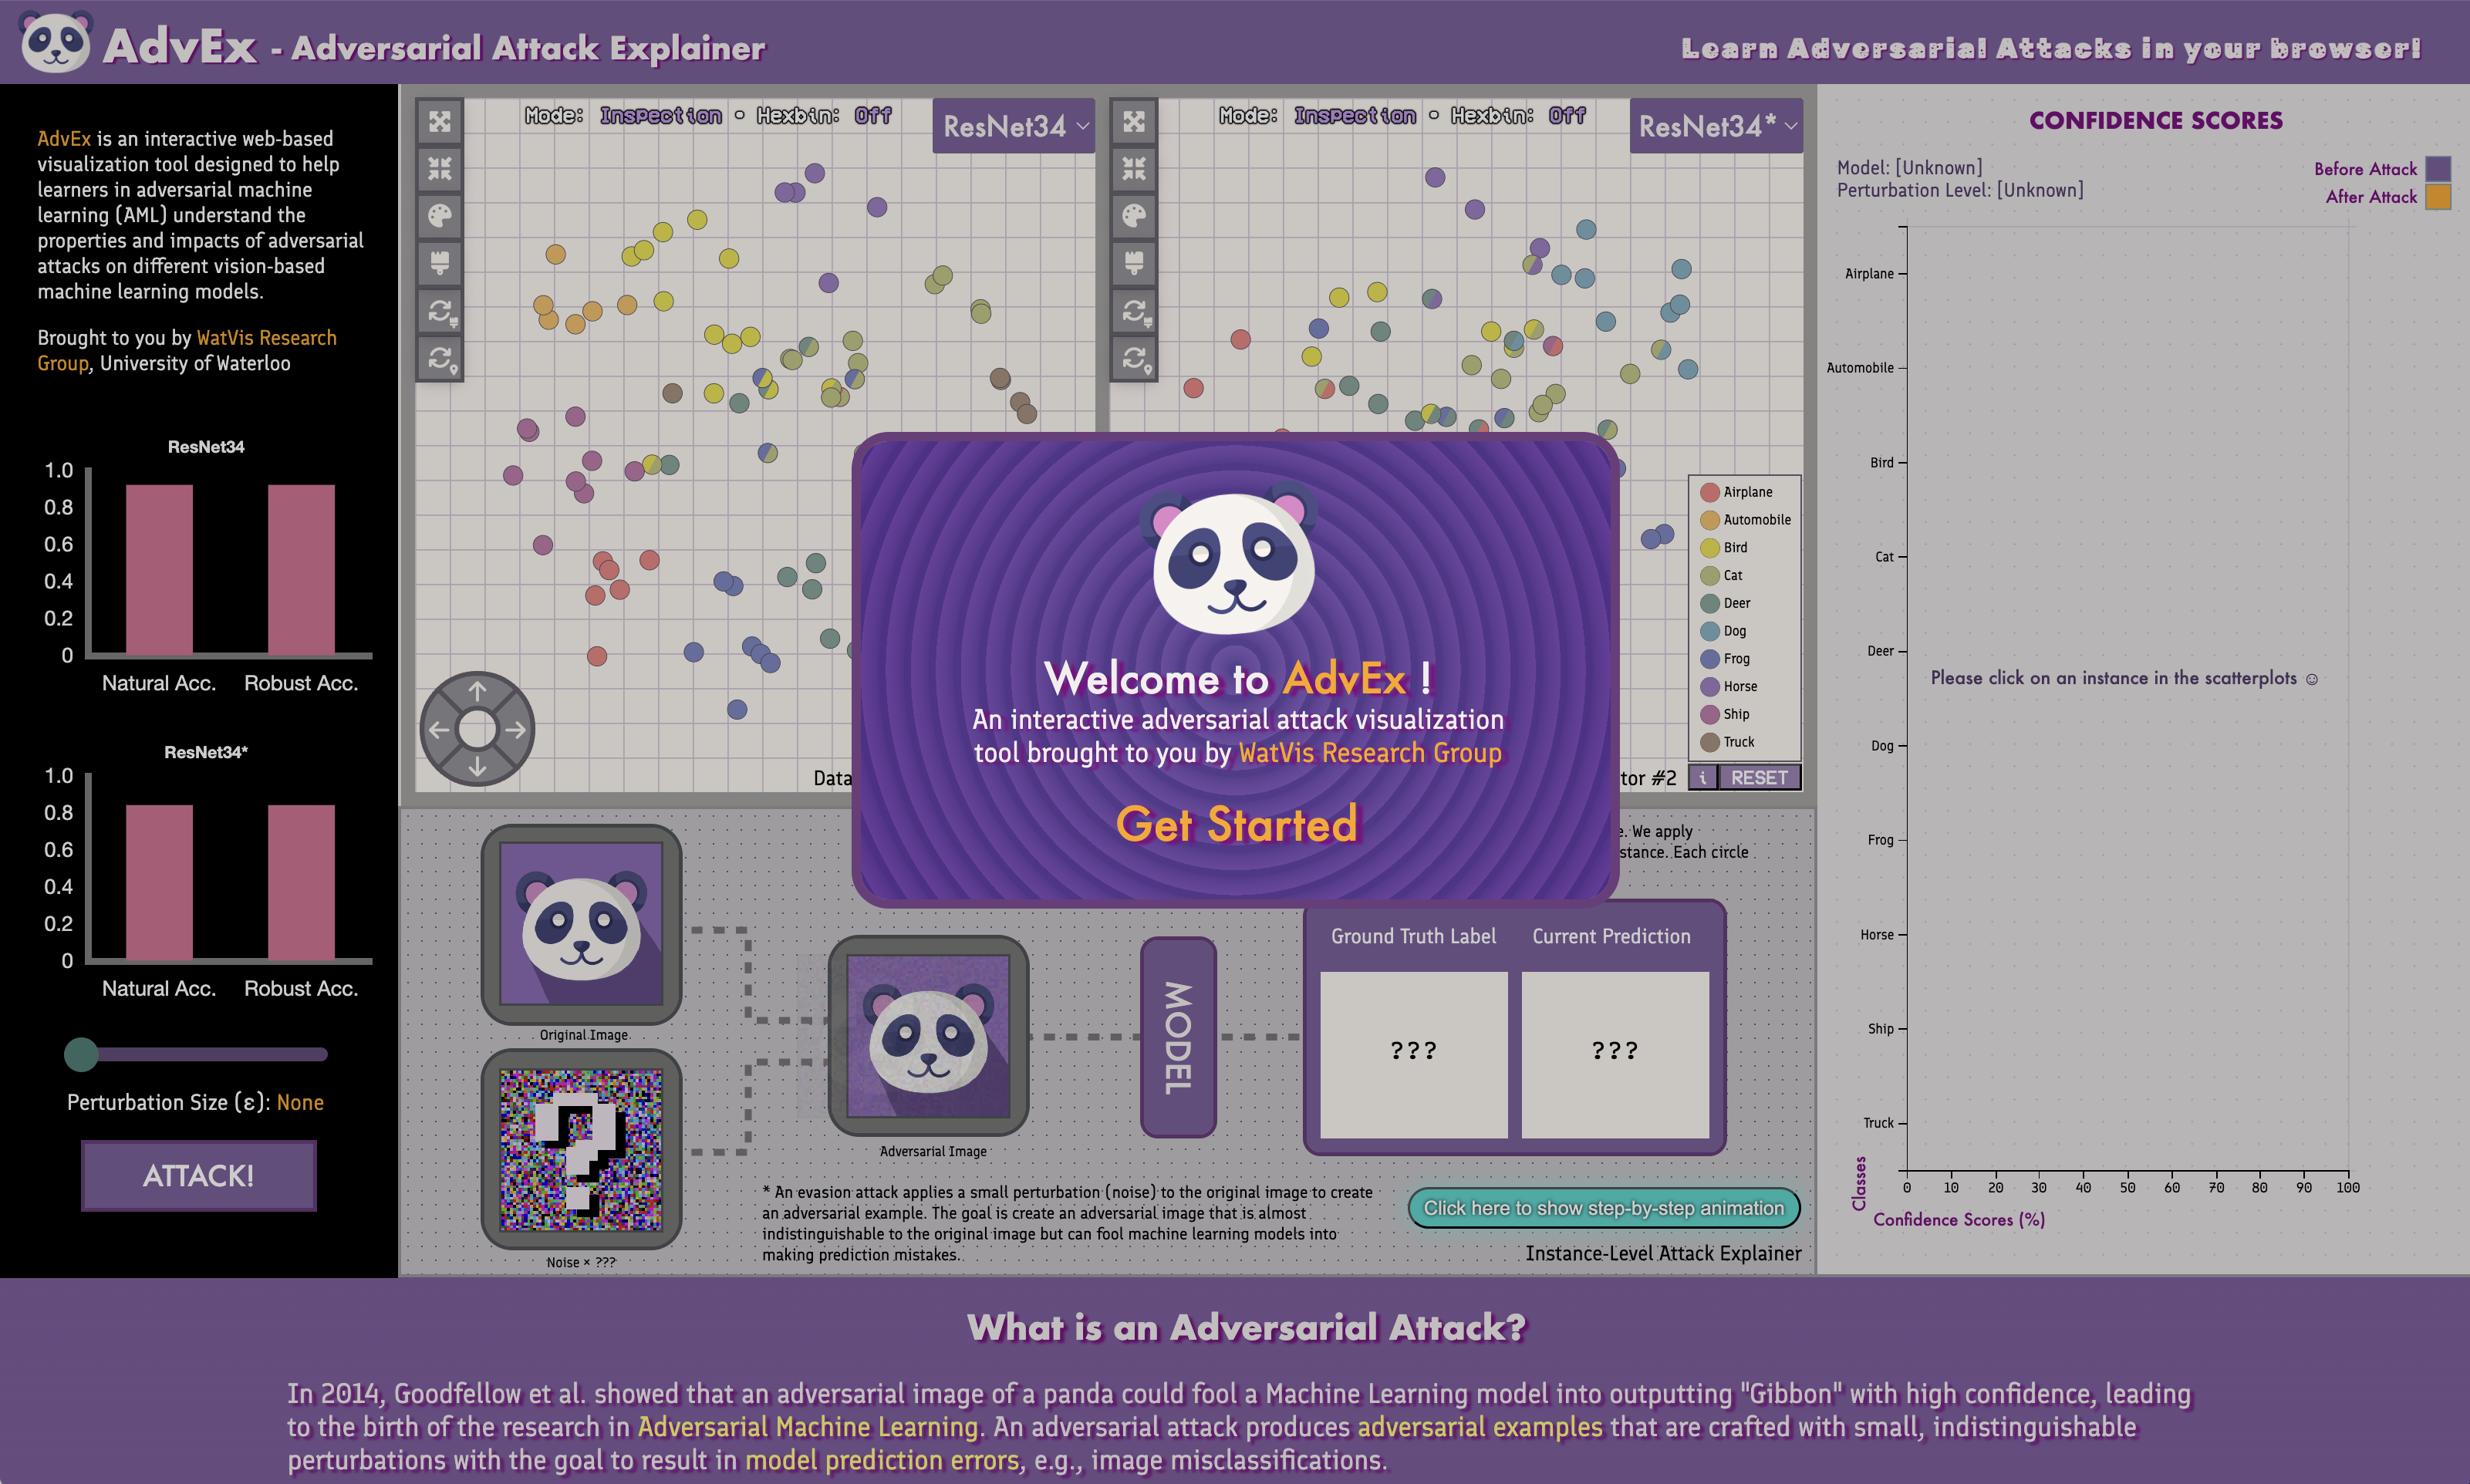 AdvEx - Adversarial Attack Explainer
Learn Adversarial Attacks in your browser!
AdvEx is an interactive web-based
visualization tool designed to help
learners in adversarial machine
learning (AML) understand the
properties and impacts of adversarial
attacks on different vision-based
machine learning models.
Brought to you by WatVis Research
Group, University of Waterloo
ResNet34
1.0
0.8
0.6
0.4
0.2
0
Natural Acc.
Robust Acc.
ResNet34*
1.0
0.8
0.6
0.4
0.2
0
Natural Acc.
Robust Acc.
Perturbation Size (ε): None
ATTACK!
Mode: Inspection - Hexbin: Off
ResNet34
Mode: Inspection - Hexbin: Off
ResNet34*
Airplane
Automobile
Bird
Cat
Deer
Dog
Frog
Horse
Ship
Truck
Data
tor #2
i
RESET
Welcome to AdvEx !
An interactive adversarial attack visualization
tool brought to you by WatVis Research Group
Get Started
e. We apply
stance. Each circle
Original Image
Noise × ???
Adversarial Image
MODEL
Ground Truth Label
Current Prediction
???
???
* An evasion attack applies a small perturbation (noise) to the original image to create
an adversarial example. The goal is create an adversarial image that is almost
indistinguishable to the original image but can fool machine learning models into
making prediction mistakes.
Click here to show step-by-step animation
Instance-Level Attack Explainer
CONFIDENCE SCORES
Model: [Unknown]
Perturbation Level: [Unknown]
Before Attack
After Attack
Airplane
Automobile
Bird
Cat
Deer
Please click on an instance in the scatterplots ☺
Dog
Frog
Horse
Ship
Truck
Classes
0 10 20 30 40 50 60 70 80 90 100
Confidence Scores (%)
What is an Adversarial Attack?
In 2014, Goodfellow et al. showed that an adversarial image of a panda could fool a Machine Learning model into outputting "Gibbon" with high confidence, leading
to the birth of the research in Adversarial Machine Learning. An adversarial attack produces adversarial examples that are crafted with small, indistinguishable
perturbations with the goal to result in model prediction errors, e.g., image misclassifications.